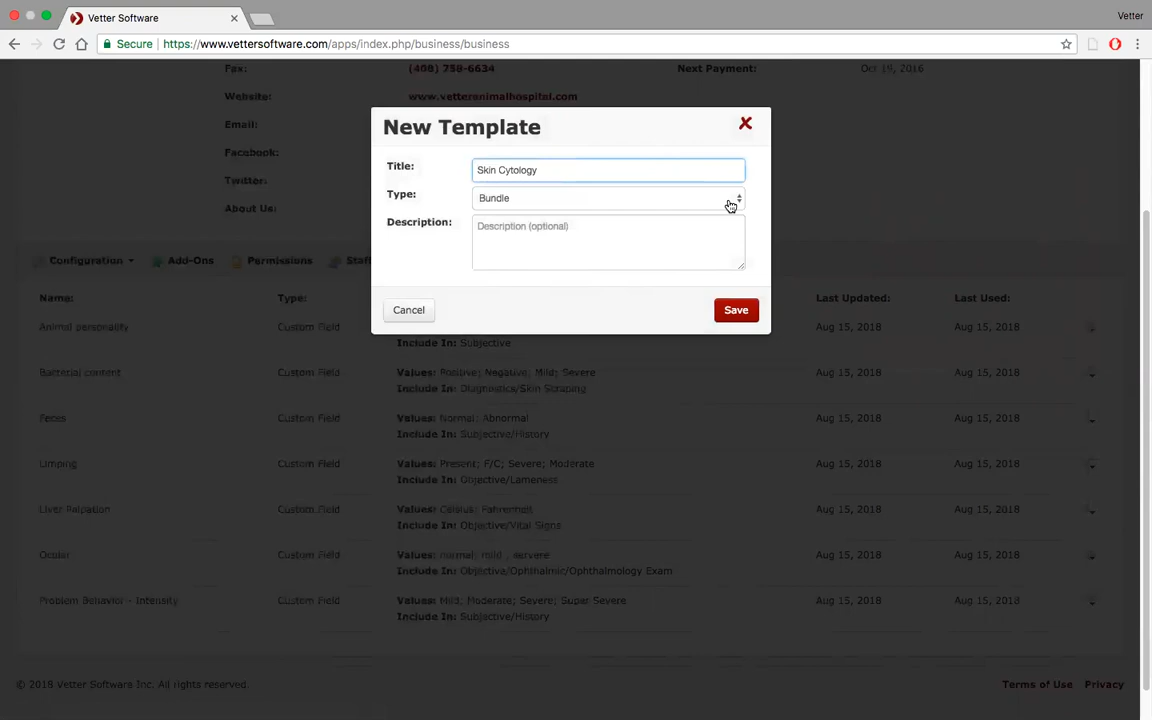 Vetter Software
Vetter
Secure https://www.vettersoftware.com/apps/index.php/business/business
Fax: (408) 758-6634 Next Payment: Oct 19, 2016
Website: www.vetteranimalhospital.com
Email:
Facebook:
Twitter:
About Us:
New Template
Title: Skin Cytology
Type: Bundle
Description: Description (optional)
Cancel Save
Configuration Add-Ons Permissions Staff
Name: Type: Last Updated: Last Used:
Animal personality Custom Field Aug 15, 2018 Aug 15, 2018
Include In: Subjective
Bacterial content Custom Field Values: Positive; Negative; Mild; Severe Aug 15, 2018 Aug 15, 2018
Include In: Diagnostics/Skin Scraping
Feces Custom Field Values: Normal; Abnormal Aug 15, 2018 Aug 15, 2018
Include In: Subjective/History
Limping Custom Field Values: Present; F/C; Severe; Moderate Aug 15, 2018 Aug 15, 2018
Include In: Objective/Lameness
Liver Palpation Custom Field Values: Celsius; Fahrenheit Aug 15, 2018 Aug 15, 2018
Include In: Objective/Vital Signs
Ocular Custom Field Values: normal; mild ; servere Aug 15, 2018 Aug 15, 2018
Include In: Objective/Ophthalmic/Ophthalmology Exam
Problem Behavior - Intensity Custom Field Values: Mild; Moderate; Severe; Super Severe Aug 15, 2018 Aug 15, 2018
Include In: Subjective/History
© 2018 Vetter Software Inc. All rights reserved. Terms of Use Privacy